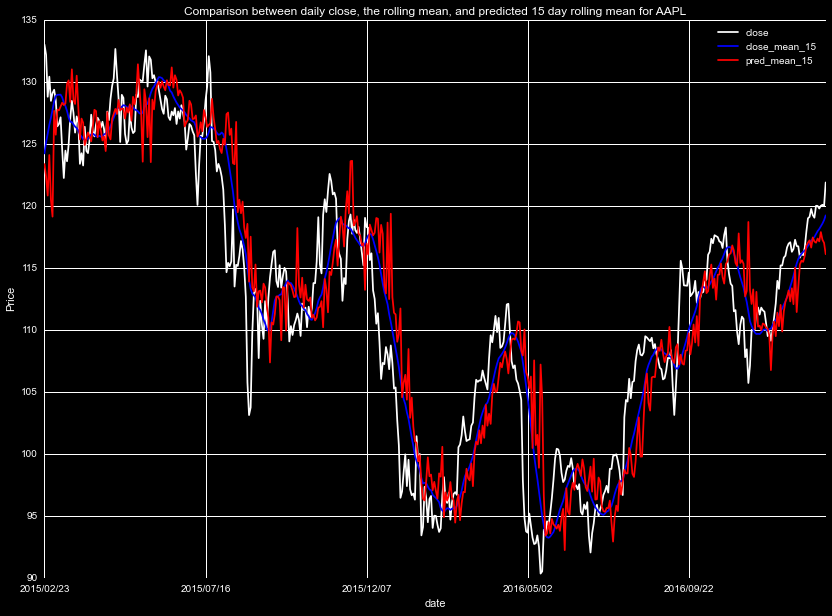 Comparison between daily close, the rolling mean, and predicted 15 day rolling mean for AAPL
135
close
close_mean_15
pred_mean_15
130
125
120
115
Price
110
105
100
95
90
2015/02/23 2015/07/16 2015/12/07 2016/05/02 2016/09/22
date